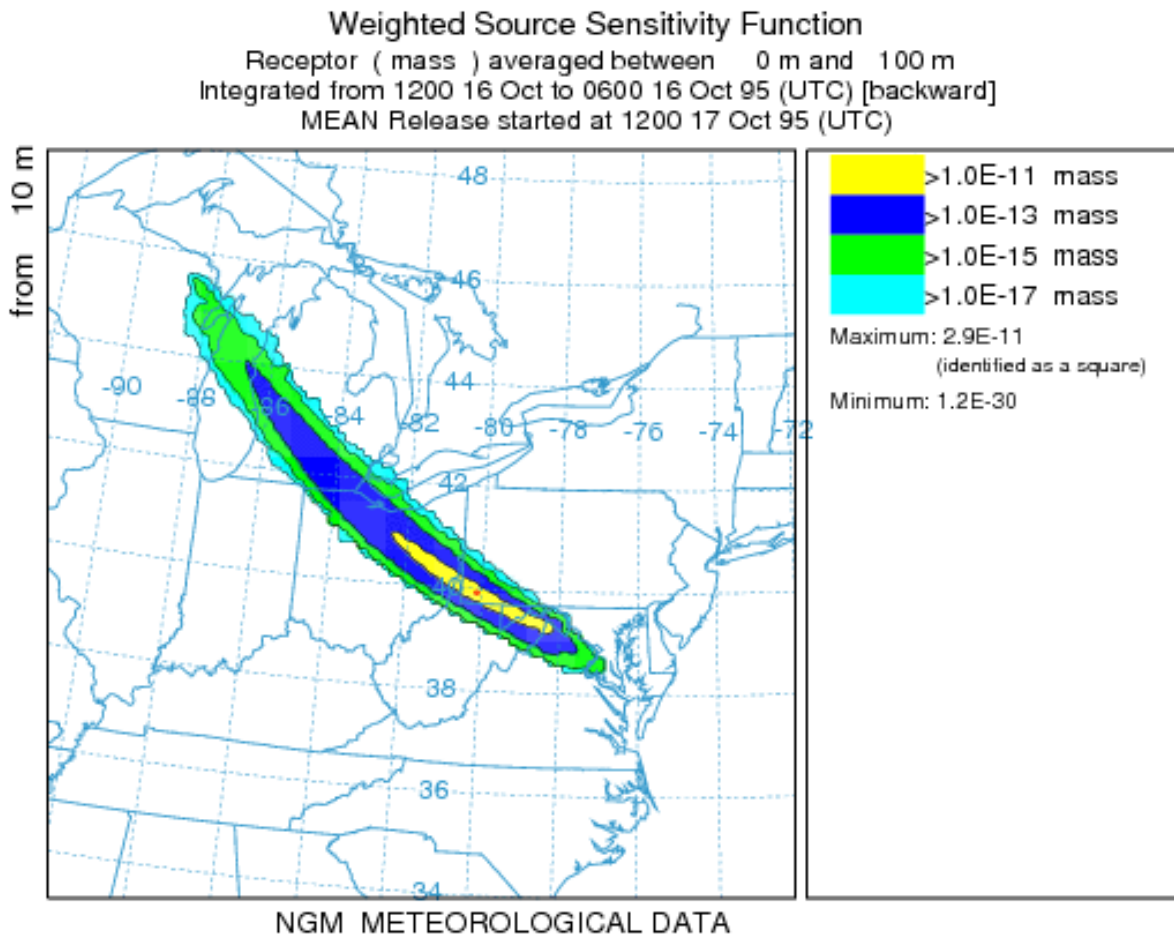 Weighted Source Sensitivity Function
Receptor ( mass ) averaged between 0 m and 100 m
Integrated from 1200 16 Oct to 0600 16 Oct 95 (UTC) [backward]
MEAN Release started at 1200 17 Oct 95 (UTC)
from 10 m
48
46
44
-90
-88
-86
-84
-82
-80
-78
-76
-74
-72
42
40
38
36
34
>1.0E-11 mass
>1.0E-13 mass
>1.0E-15 mass
>1.0E-17 mass
Maximum: 2.9E-11
(identified as a square)
Minimum: 1.2E-30
NGM METEOROLOGICAL DATA